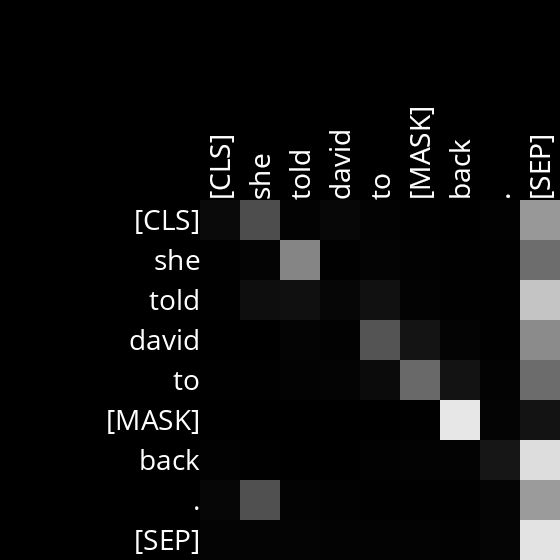 [CLS] she told david to [MASK] back . [SEP]
[CLS]
she
told
david
to
[MASK]
back
.
[SEP]